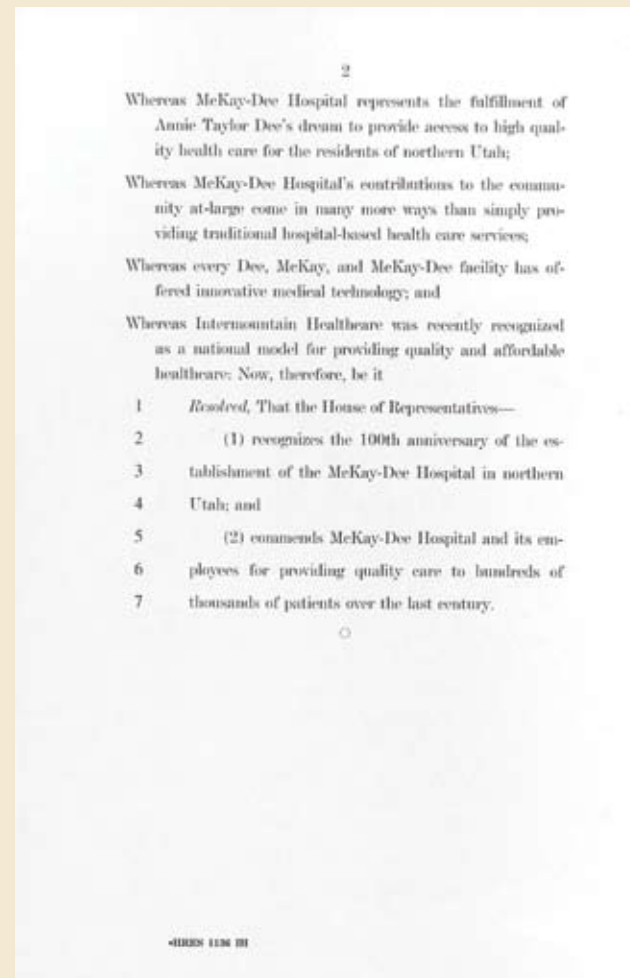 2
Whereas McKay-Dee Hospital represents the fulfillment of
Annie Taylor Dee's dream to provide access to high qual-
ity health care for the residents of northern Utah;
Whereas McKay-Dee Hospital's contributions to the commu-
nity at-large come in many more ways than simply pro-
viding traditional hospital-based health care services;
Whereas every Dee, McKay, and McKay-Dee facility has of-
fered innovative medical technology; and
Whereas Intermountain Healthcare was recently recognized
as a national model for providing quality and affordable
healthcare: Now, therefore, be it
1 Resolved, That the House of Representatives—
2 (1) recognizes the 100th anniversary of the es-
3 tablishment of the McKay-Dee Hospital in northern
4 Utah; and
5 (2) commends McKay-Dee Hospital and its em-
6 ployees for providing quality care to hundreds of
7 thousands of patients over the last century.
•HRES 1136 IH